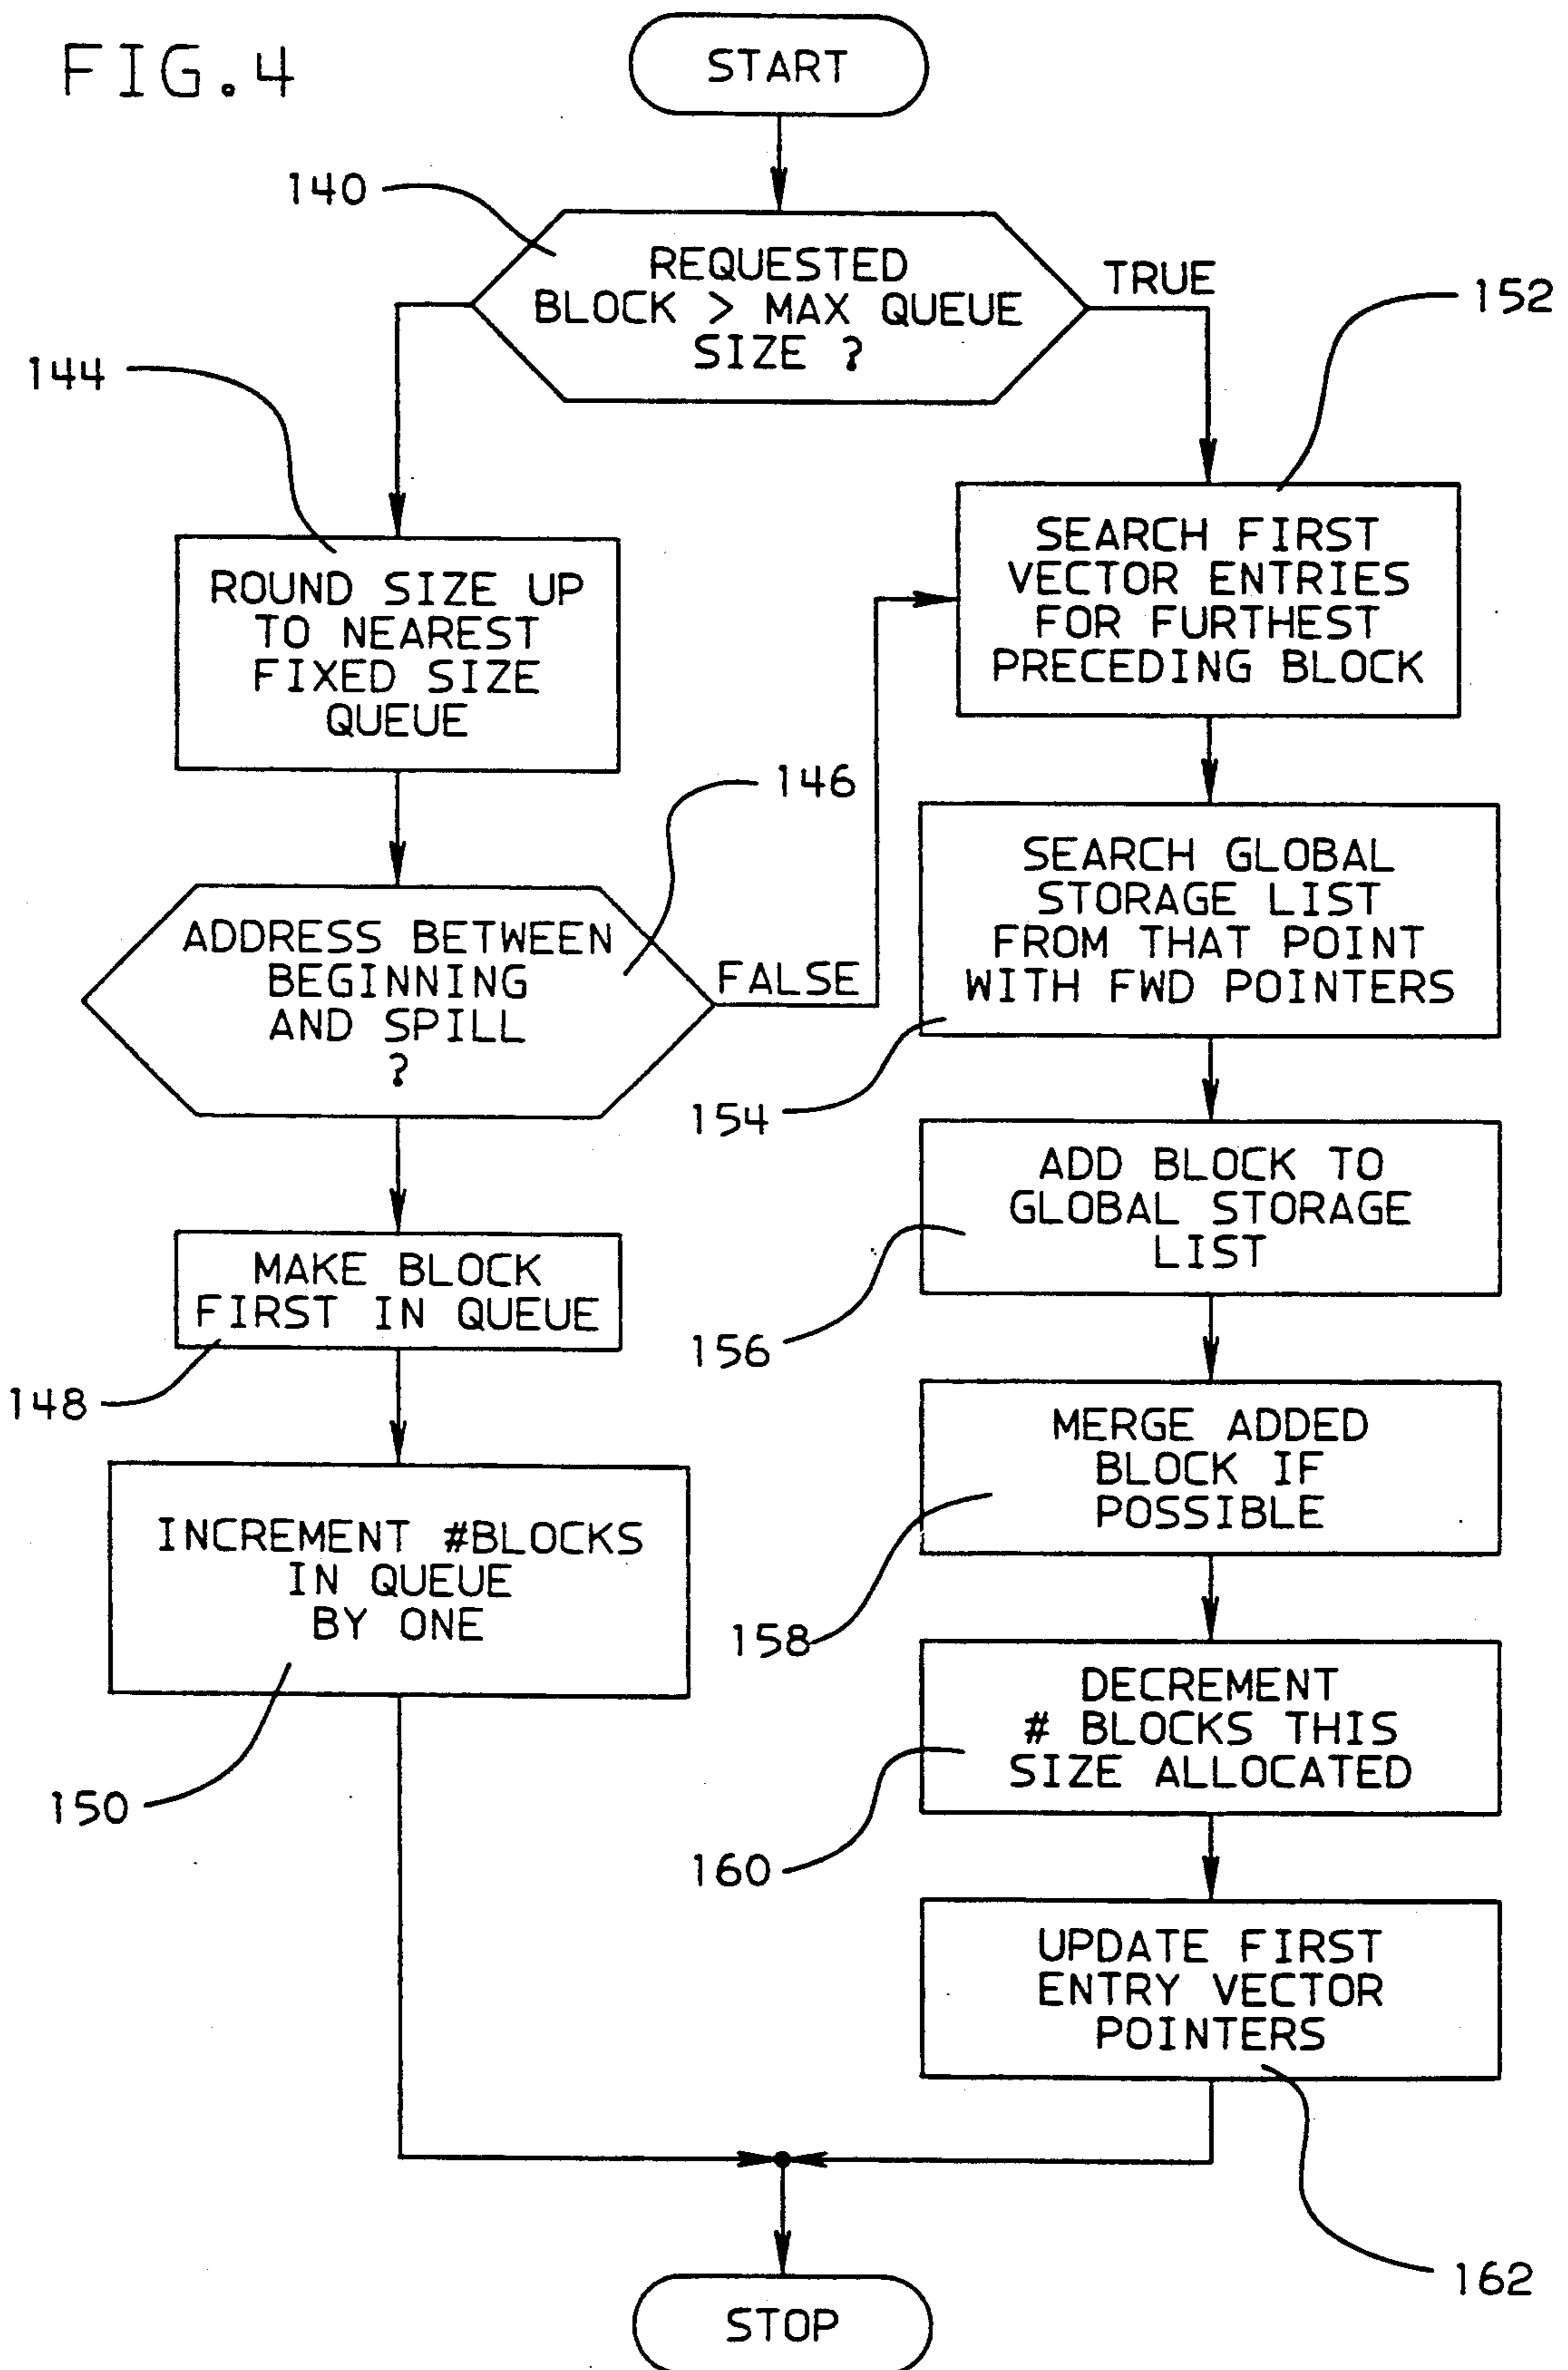 FIG.4
START
140
REQUESTED
BLOCK > MAX QUEUE
SIZE ?
TRUE
152
144
ROUND SIZE UP
TO NEAREST
FIXED SIZE
QUEUE
SEARCH FIRST
VECTOR ENTRIES
FOR FURTHEST
PRECEDING BLOCK
146
ADDRESS BETWEEN
BEGINNING
AND SPILL
?
FALSE
SEARCH GLOBAL
STORAGE LIST
FROM THAT POINT
WITH FWD POINTERS
154
MAKE BLOCK
FIRST IN QUEUE
148
ADD BLOCK TO
GLOBAL STORAGE
LIST
156
INCREMENT #BLOCKS
IN QUEUE
BY ONE
150
MERGE ADDED
BLOCK IF
POSSIBLE
158
DECREMENT
# BLOCKS THIS
SIZE ALLOCATED
160
UPDATE FIRST
ENTRY VECTOR
POINTERS
162
STOP